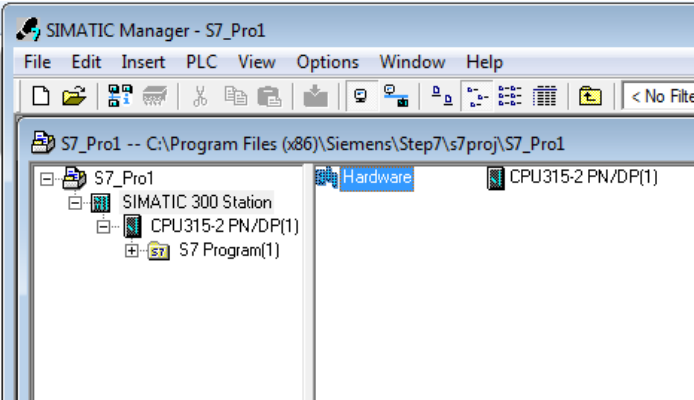 SIMATIC Manager - S7_Pro1
File Edit Insert PLC View Options Window Help
< No Filte
S7_Pro1 -- C:\Program Files (x86)\Siemens\Step7\s7proj\S7_Pro1
S7_Pro1
SIMATIC 300 Station
CPU315-2 PN/DP(1)
S7 Program(1)
Hardware
CPU315-2 PN/DP(1)